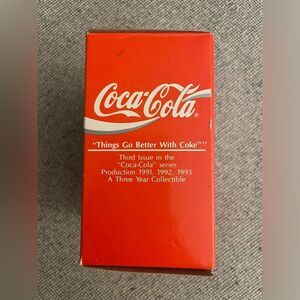 Coca-Cola®
"Things Go Better With Coke™"
Third Issue in the
"Coca-Cola" series
Production 1991, 1992, 1993
A Three Year Collectible